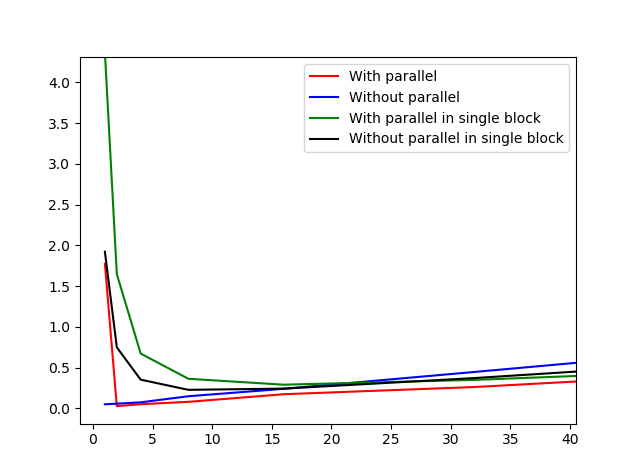 With parallel
Without parallel
With parallel in single block
Without parallel in single block
4.0
3.5
3.0
2.5
2.0
1.5
1.0
0.5
0.0
0 5 10 15 20 25 30 35 40